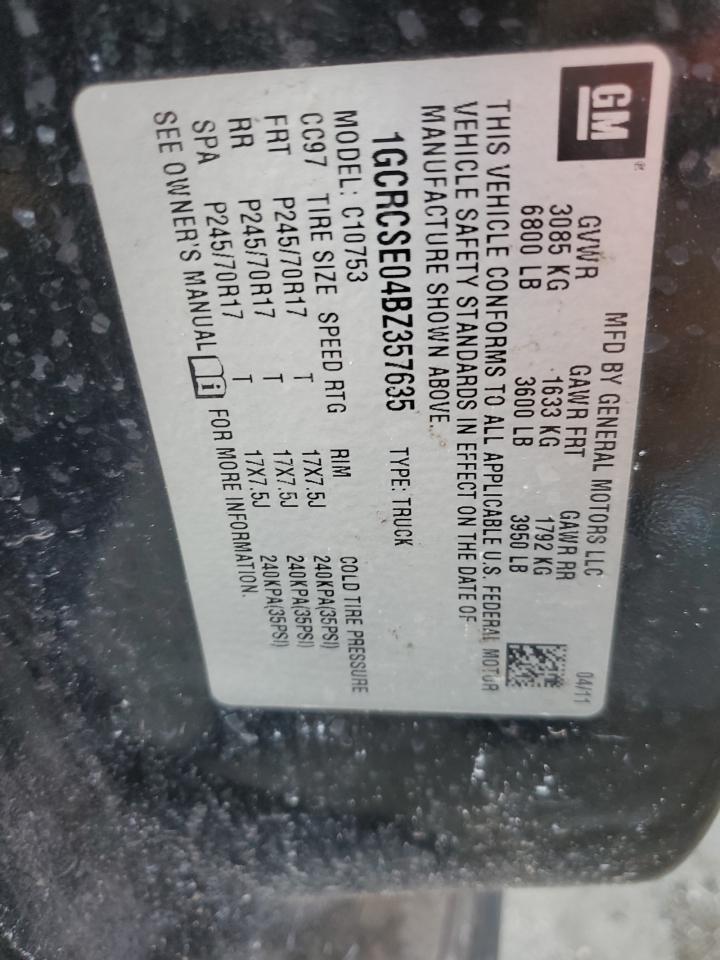 GM®
MFD BY GENERAL MOTORS LLC 04/11
GVWR GAWR FRT GAWR RR
3085 KG 1633 KG 1792 KG
6800 LB 3600 LB 3950 LB
THIS VEHICLE CONFORMS TO ALL APPLICABLE U.S. FEDERAL MOTOR
VEHICLE SAFETY STANDARDS IN EFFECT ON THE DATE OF
MANUFACTURE SHOWN ABOVE.
1GCRCSE04BZ357635 TYPE: TRUCK
MODEL: C10753
CC97 TIRE SIZE SPEED RTG RIM COLD TIRE PRESSURE
FRT P245/70R17 T 17X7.5J 240KPA(35PSI)
RR P245/70R17 T 17X7.5J 240KPA(35PSI)
SPA P245/70R17 T 17X7.5J 240KPA(35PSI)
SEE OWNER'S MANUAL i FOR MORE INFORMATION.